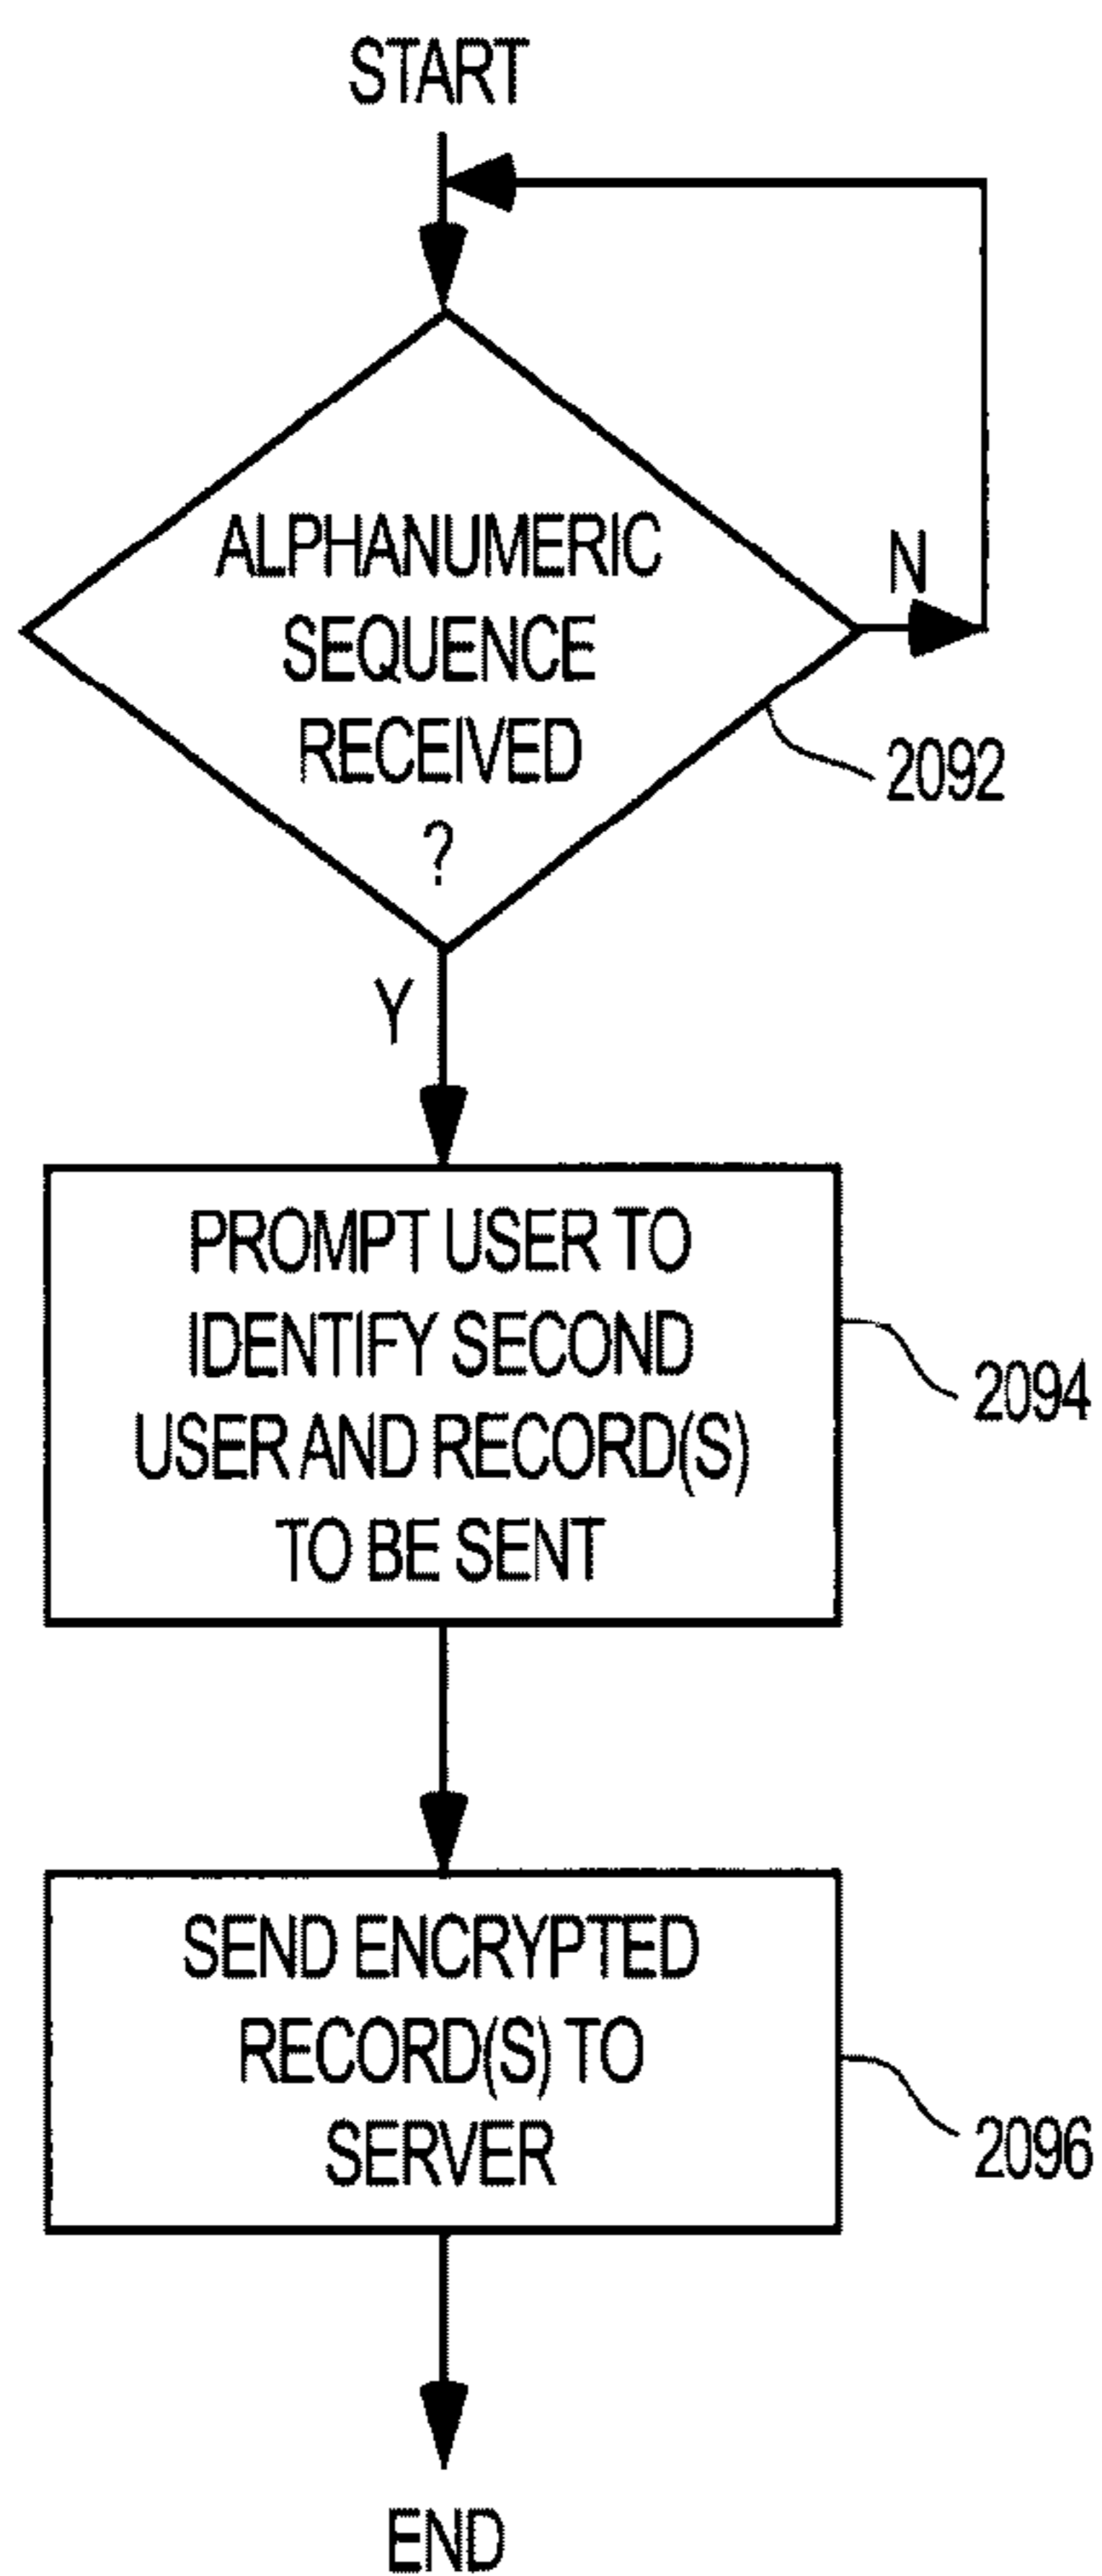 START
ALPHANUMERIC
SEQUENCE
RECEIVED
?
N
2092
Y
PROMPT USER TO
IDENTIFY SECOND
USER AND RECORD(S)
TO BE SENT
2094
SEND ENCRYPTED
RECORD(S) TO
SERVER
2096
END